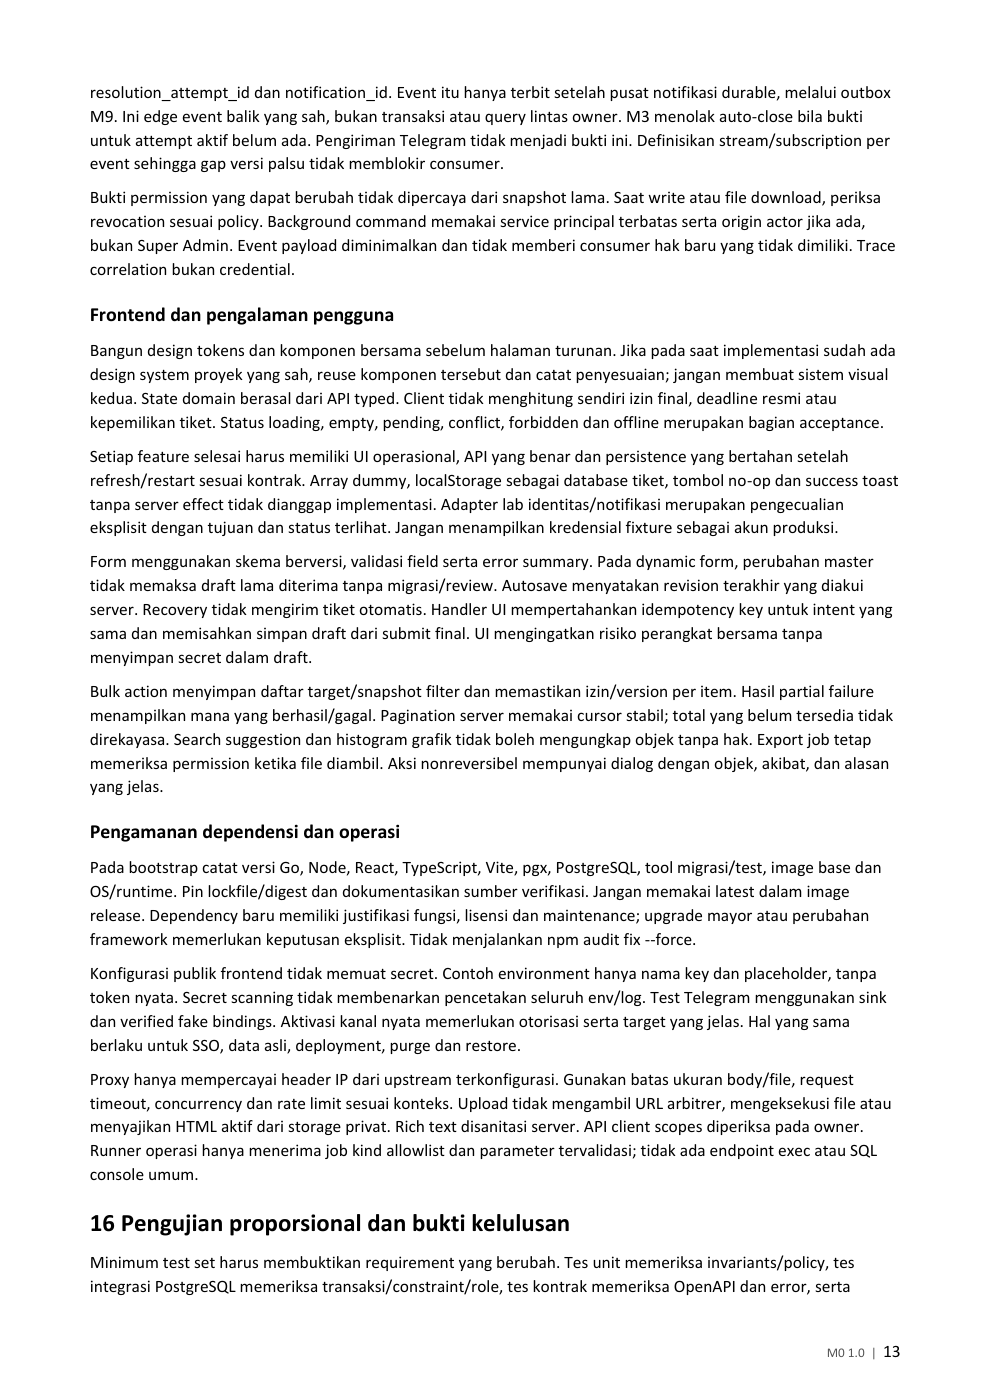 resolution_attempt_id dan notification_id. Event itu hanya terbit setelah pusat notifikasi durable, melalui outbox
M9. Ini edge event balik yang sah, bukan transaksi atau query lintas owner. M3 menolak auto-close bila bukti
untuk attempt aktif belum ada. Pengiriman Telegram tidak menjadi bukti ini. Definisikan stream/subscription per
event sehingga gap versi palsu tidak memblokir consumer.
Bukti permission yang dapat berubah tidak dipercaya dari snapshot lama. Saat write atau file download, periksa
revocation sesuai policy. Background command memakai service principal terbatas serta origin actor jika ada,
bukan Super Admin. Event payload diminimalkan dan tidak memberi consumer hak baru yang tidak dimiliki. Trace
correlation bukan credential.
Frontend dan pengalaman pengguna
Bangun design tokens dan komponen bersama sebelum halaman turunan. Jika pada saat implementasi sudah ada
design system proyek yang sah, reuse komponen tersebut dan catat penyesuaian; jangan membuat sistem visual
kedua. State domain berasal dari API typed. Client tidak menghitung sendiri izin final, deadline resmi atau
kepemilikan tiket. Status loading, empty, pending, conflict, forbidden dan offline merupakan bagian acceptance.
Setiap feature selesai harus memiliki UI operasional, API yang benar dan persistence yang bertahan setelah
refresh/restart sesuai kontrak. Array dummy, localStorage sebagai database tiket, tombol no-op dan success toast
tanpa server effect tidak dianggap implementasi. Adapter lab identitas/notifikasi merupakan pengecualian
eksplisit dengan tujuan dan status terlihat. Jangan menampilkan kredensial fixture sebagai akun produksi.
Form menggunakan skema berversi, validasi field serta error summary. Pada dynamic form, perubahan master
tidak memaksa draft lama diterima tanpa migrasi/review. Autosave menyatakan revision terakhir yang diakui
server. Recovery tidak mengirim tiket otomatis. Handler UI mempertahankan idempotency key untuk intent yang
sama dan memisahkan simpan draft dari submit final. UI mengingatkan risiko perangkat bersama tanpa
menyimpan secret dalam draft.
Bulk action menyimpan daftar target/snapshot filter dan memastikan izin/version per item. Hasil partial failure
menampilkan mana yang berhasil/gagal. Pagination server memakai cursor stabil; total yang belum tersedia tidak
direkayasa. Search suggestion dan histogram grafik tidak boleh mengungkap objek tanpa hak. Export job tetap
memeriksa permission ketika file diambil. Aksi nonreversibel mempunyai dialog dengan objek, akibat, dan alasan
yang jelas.
Pengamanan dependensi dan operasi
Pada bootstrap catat versi Go, Node, React, TypeScript, Vite, pgx, PostgreSQL, tool migrasi/test, image base dan
OS/runtime. Pin lockfile/digest dan dokumentasikan sumber verifikasi. Jangan memakai latest dalam image
release. Dependency baru memiliki justifikasi fungsi, lisensi dan maintenance; upgrade mayor atau perubahan
framework memerlukan keputusan eksplisit. Tidak menjalankan npm audit fix --force.
Konfigurasi publik frontend tidak memuat secret. Contoh environment hanya nama key dan placeholder, tanpa
token nyata. Secret scanning tidak membenarkan pencetakan seluruh env/log. Test Telegram menggunakan sink
dan verified fake bindings. Aktivasi kanal nyata memerlukan otorisasi serta target yang jelas. Hal yang sama
berlaku untuk SSO, data asli, deployment, purge dan restore.
Proxy hanya mempercayai header IP dari upstream terkonfigurasi. Gunakan batas ukuran body/file, request
timeout, concurrency dan rate limit sesuai konteks. Upload tidak mengambil URL arbitrer, mengeksekusi file atau
menyajikan HTML aktif dari storage privat. Rich text disanitasi server. API client scopes diperiksa pada owner.
Runner operasi hanya menerima job kind allowlist dan parameter tervalidasi; tidak ada endpoint exec atau SQL
console umum.
16 Pengujian proporsional dan bukti kelulusan
Minimum test set harus membuktikan requirement yang berubah. Tes unit memeriksa invariants/policy, tes
integrasi PostgreSQL memeriksa transaksi/constraint/role, tes kontrak memeriksa OpenAPI dan error, serta
M0 1.0 | 13